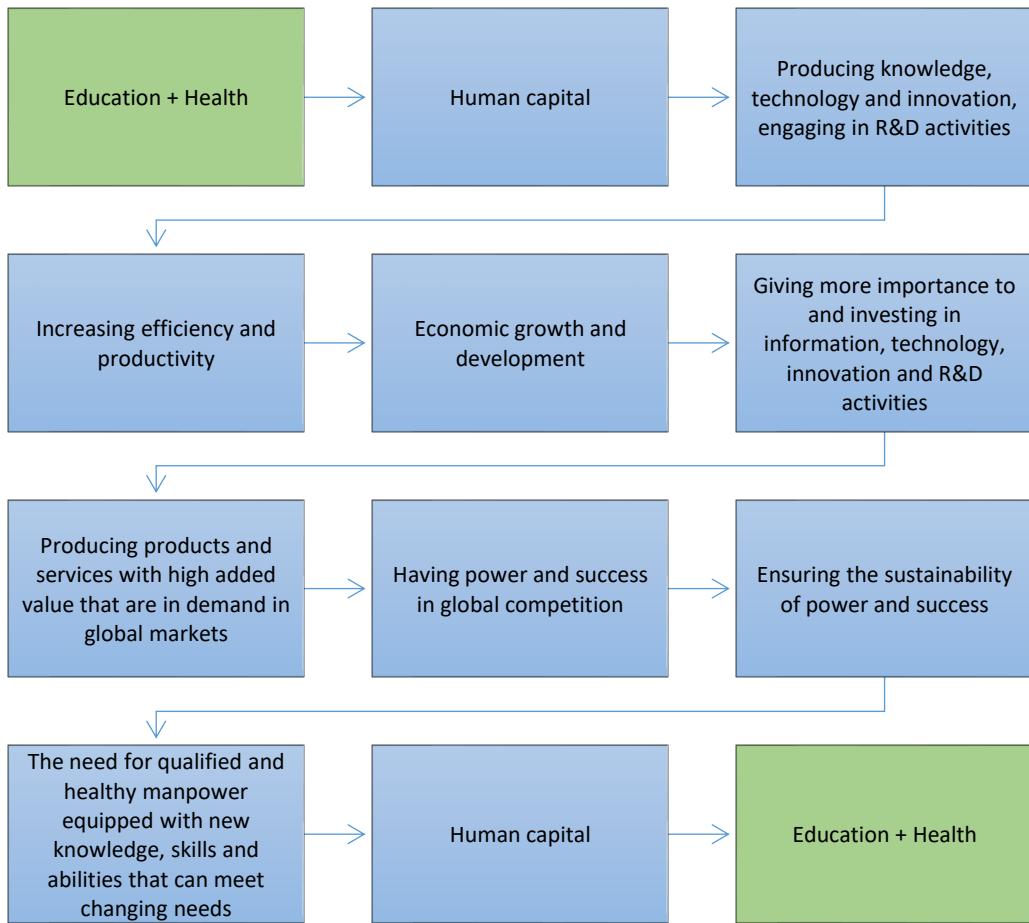 Education + Health
Human capital
Producing knowledge,
technology and innovation,
engaging in R&D activities
Increasing efficiency and
productivity
Economic growth and
development
Giving more importance to
and investing in
information, technology,
innovation and R&D
activities
Producing products and
services with high added
value that are in demand in
global markets
Having power and success
in global competition
Ensuring the sustainability
of power and success
The need for qualified and
healthy manpower
equipped with new
knowledge, skills and
abilities that can meet
changing needs
Human capital
Education + Health